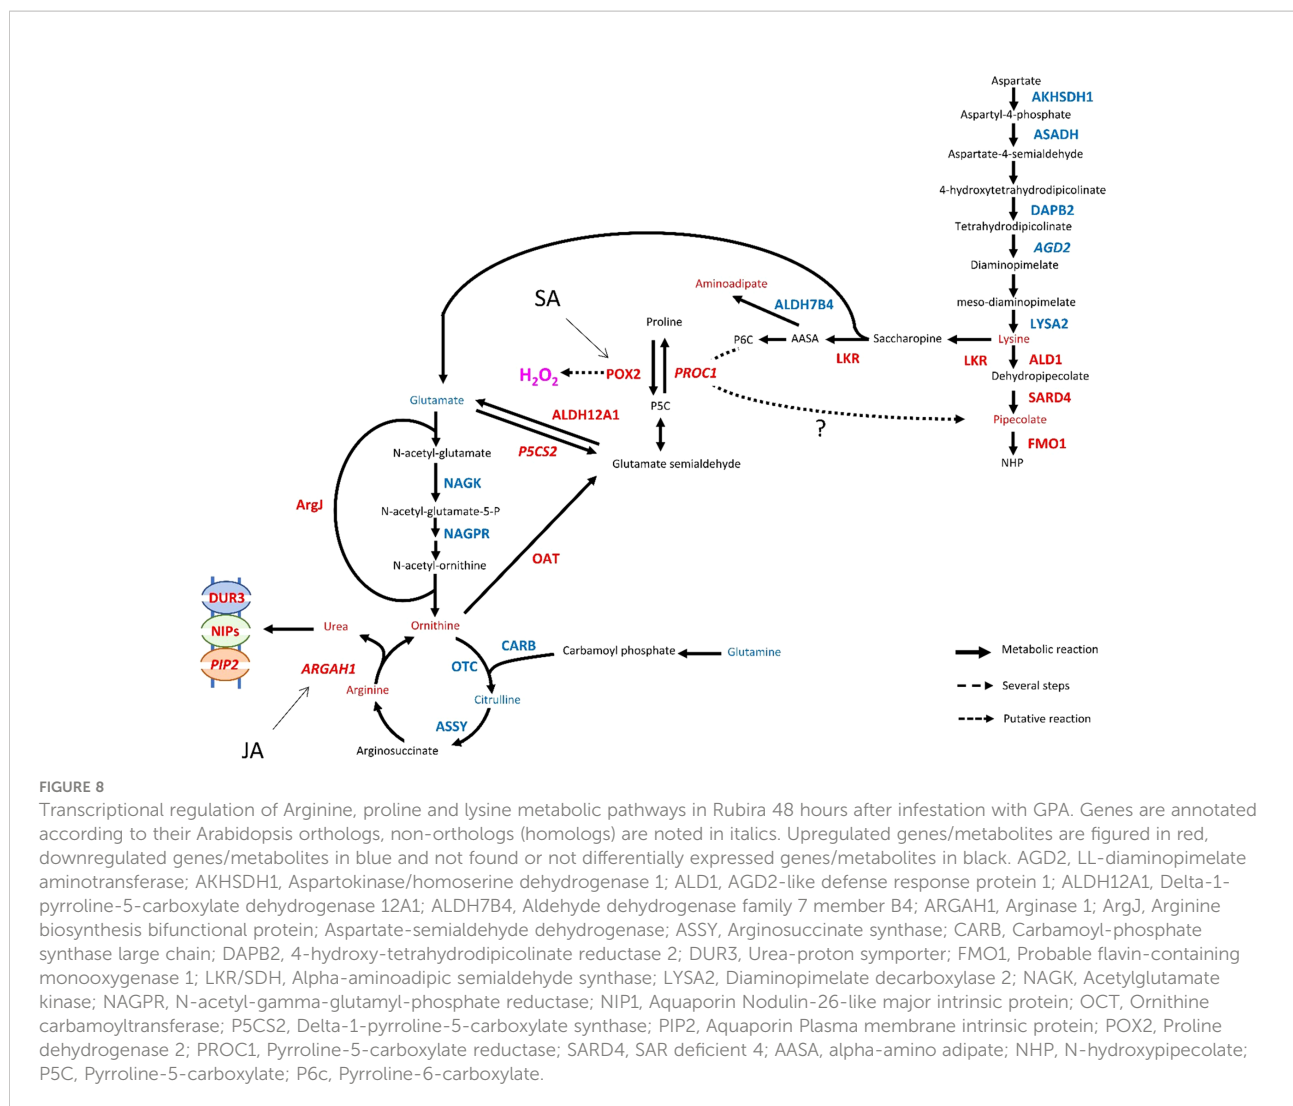 Aspartate
AKHSDH1
Aspartyl-4-phosphate
ASADH
Aspartate-4-semialdehyde
4-hydroxytetrahydrodipicolinate
DAPB2
Tetrahydrodipicolinate
AGD2
Diaminopimelate
meso-diaminopimelate
LYSA2
Lysine
LKR
ALD1
Dehydropipecolate
SARD4
Pipecolate
FMO1
NHP
Saccharopine
LKR
AASA
P6C
ALDH7B4
Aminoadipate
SA
Proline
H2O2
POX2
PROC1
P5C
?
Glutamate
ALDH12A1
P5CS2
Glutamate semialdehyde
N-acetyl-glutamate
NAGK
ArgJ
N-acetyl-glutamate-5-P
NAGPR
N-acetyl-ornithine
OAT
DUR3
NIPs
PIP2
Urea
Ornithine
ARGAH1
Arginine
JA
OTC
CARB
Carbamoyl phosphate
Glutamine
Citrulline
ASSY
Arginosuccinate
Metabolic reaction
Several steps
Putative reaction
FIGURE 8
Transcriptional regulation of Arginine, proline and lysine metabolic pathways in Rubira 48 hours after infestation with GPA. Genes are annotated
according to their Arabidopsis orthologs, non-orthologs (homologs) are noted in italics. Upregulated genes/metabolites are figured in red,
downregulated genes/metabolites in blue and not found or not differentially expressed genes/metabolites in black. AGD2, LL-diaminopimelate
aminotransferase; AKHSDH1, Aspartokinase/homoserine dehydrogenase 1; ALD1, AGD2-like defense response protein 1; ALDH12A1, Delta-1-
pyrroline-5-carboxylate dehydrogenase 12A1; ALDH7B4, Aldehyde dehydrogenase family 7 member B4; ARGAH1, Arginase 1; ArgJ, Arginine
biosynthesis bifunctional protein; Aspartate-semialdehyde dehydrogenase; ASSY, Arginosuccinate synthase; CARB, Carbamoyl-phosphate
synthase large chain; DAPB2, 4-hydroxy-tetrahydrodipicolinate reductase 2; DUR3, Urea-proton symporter; FMO1, Probable flavin-containing
monooxygenase 1; LKR/SDH, Alpha-aminoadipic semialdehyde synthase; LYSA2, Diaminopimelate decarboxylase 2; NAGK, Acetylglutamate
kinase; NAGPR, N-acetyl-gamma-glutamyl-phosphate reductase; NIP1, Aquaporin Nodulin-26-like major intrinsic protein; OCT, Ornithine
carbamoyltransferase; P5CS2, Delta-1-pyrroline-5-carboxylate synthase; PIP2, Aquaporin Plasma membrane intrinsic protein; POX2, Proline
dehydrogenase 2; PROC1, Pyrroline-5-carboxylate reductase; SARD4, SAR deficient 4; AASA, alpha-amino adipate; NHP, N-hydroxypipecolate;
P5C, Pyrroline-5-carboxylate; P6c, Pyrroline-6-carboxylate.